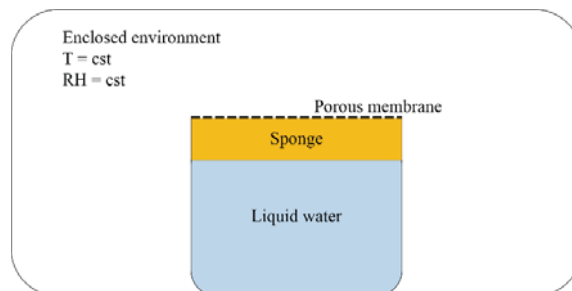 Enclosed environment
T = cst
RH = cst
Porous membrane
Sponge
Liquid water